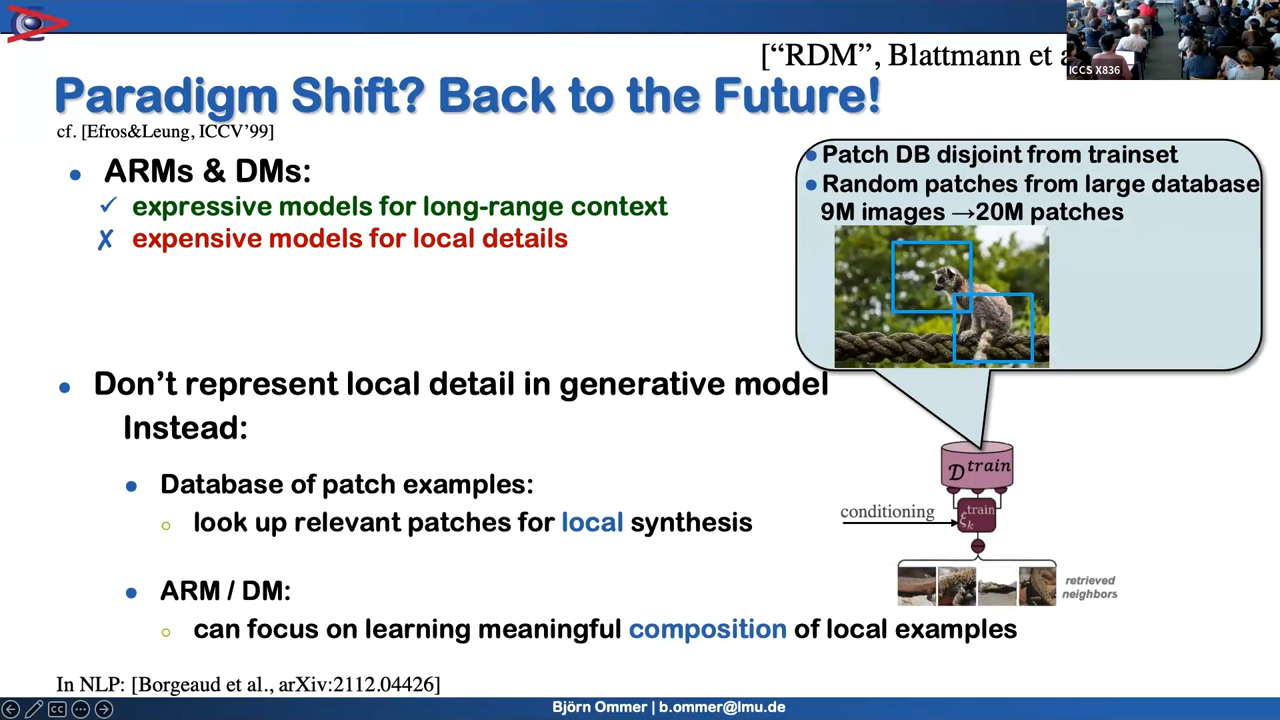 ["RDM", Blattmann et a
ICCS X836
Paradigm Shift? Back to the Future!
cf. [Efros&Leung, ICCV'99]
• ARMs & DMs:
✓ expressive models for long-range context
✗ expensive models for local details
• Patch DB disjoint from trainset
• Random patches from large database
9M images →20M patches
• Don't represent local detail in generative model
Instead:
• Database of patch examples:
○ look up relevant patches for local synthesis
• ARM / DM:
○ can focus on learning meaningful composition of local examples
𝒟 train
conditioning
ξ train k
retrieved
neighbors
In NLP: [Borgeaud et al., arXiv:2112.04426]
CC
Björn Ommer | b.ommer@lmu.de